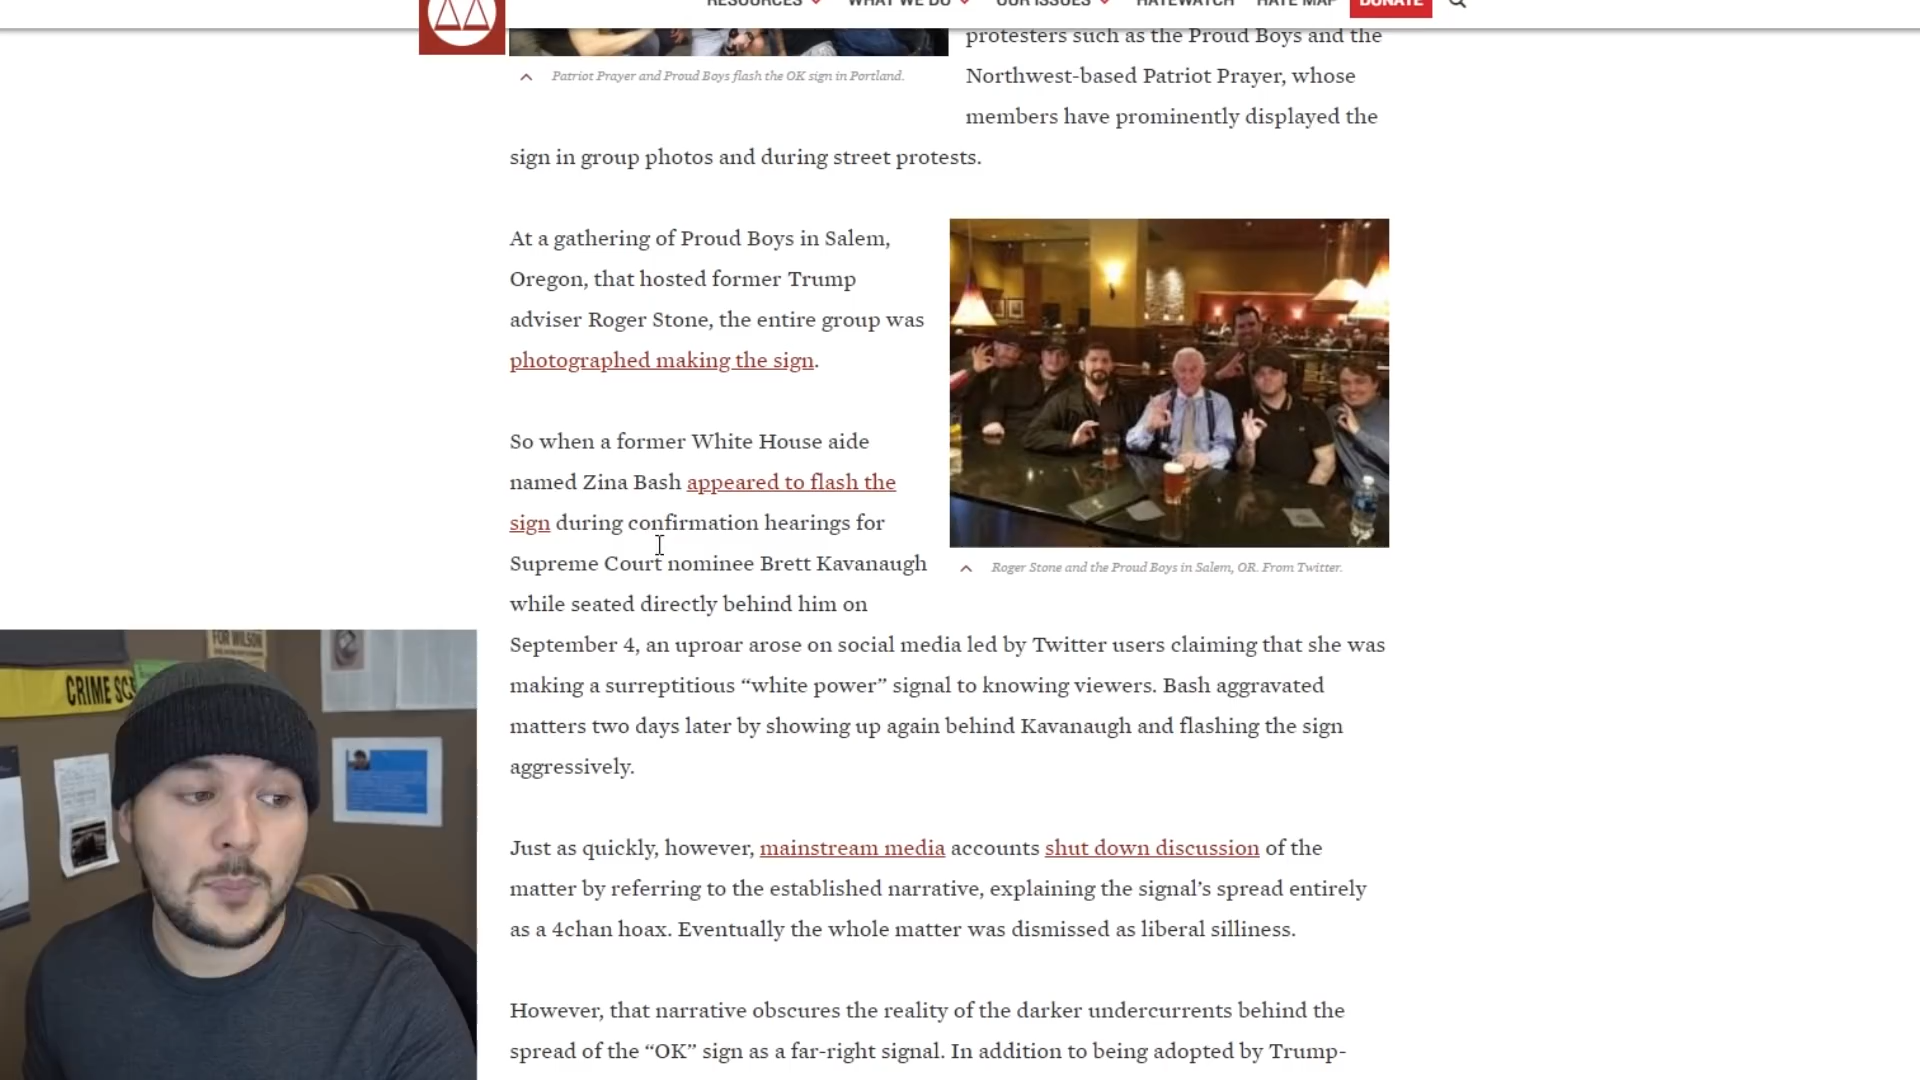 RESOURCES WHAT WE DO OUR ISSUES HATEWATCH HATE MAP DONATE
protesters such as the Proud Boys and the
Northwest-based Patriot Prayer, whose
members have prominently displayed the
Patriot Prayer and Proud Boys flash the OK sign in Portland.
sign in group photos and during street protests.
At a gathering of Proud Boys in Salem,
Oregon, that hosted former Trump
adviser Roger Stone, the entire group was
photographed making the sign.
So when a former White House aide
named Zina Bash appeared to flash the
sign during confirmation hearings for
Supreme Court nominee Brett Kavanaugh
Roger Stone and the Proud Boys in Salem, OR. From Twitter.
while seated directly behind him on
September 4, an uproar arose on social media led by Twitter users claiming that she was
making a surreptitious “white power” signal to knowing viewers. Bash aggravated
matters two days later by showing up again behind Kavanaugh and flashing the sign
aggressively.
Just as quickly, however, mainstream media accounts shut down discussion of the
matter by referring to the established narrative, explaining the signal’s spread entirely
as a 4chan hoax. Eventually the whole matter was dismissed as liberal silliness.
However, that narrative obscures the reality of the darker undercurrents behind the
spread of the “OK” sign as a far-right signal. In addition to being adopted by Trump-
FOR WILSON
CRIME SC